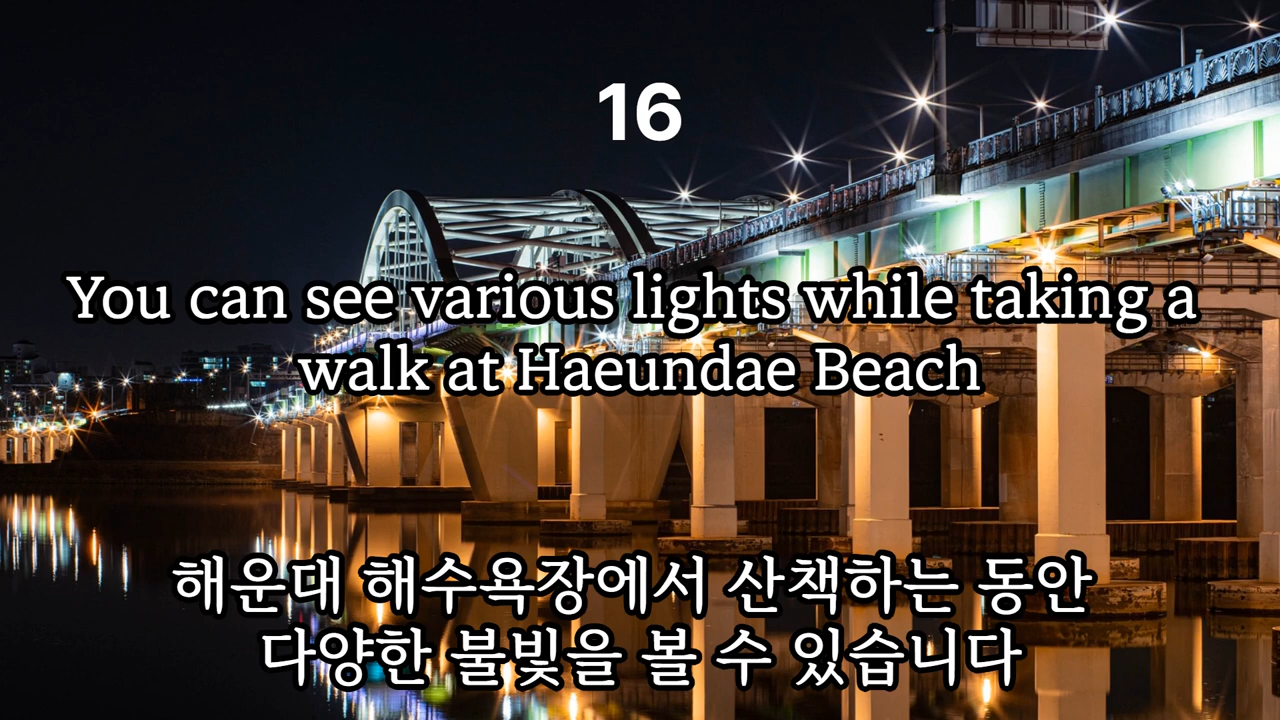 16
You can see various lights while taking a
walk at Haeundae Beach
해운대 해수욕장에서 산책하는 동안
다양한 불빛을 볼 수 있습니다